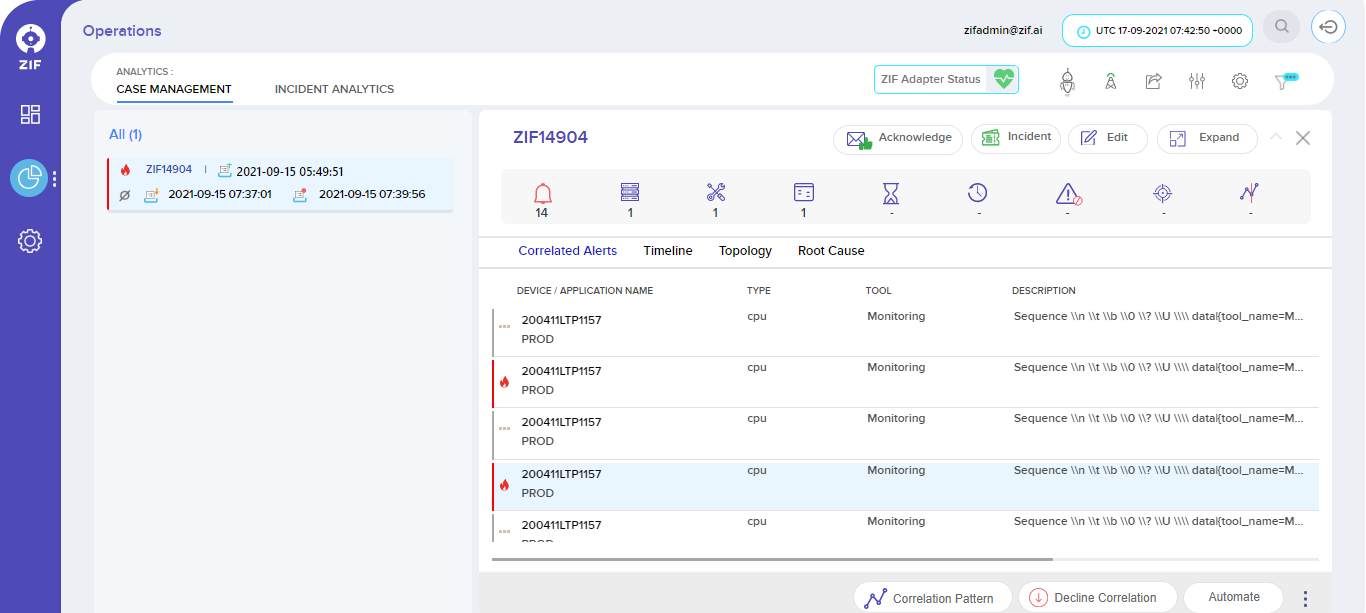 ZIF
Operations
zifadmin@zif.ai
UTC 17-09-2021 07:42:50 +0000
ANALYTICS :
CASE MANAGEMENT
INCIDENT ANALYTICS
ZIF Adapter Status
All (1)
ZIF14904
2021-09-15 05:49:51
2021-09-15 07:37:01
2021-09-15 07:39:56
ZIF14904
Acknowledge
Incident
Edit
Expand
14
1
1
1
-
-
-
-
-
Correlated Alerts
Timeline
Topology
Root Cause
DEVICE / APPLICATION NAME
TYPE
TOOL
DESCRIPTION
200411LTP1157
PROD
cpu
Monitoring
Sequence \\n \\t \\b \\0 \\? \\U \\\\ data{tool_name=M...
200411LTP1157
PROD
cpu
Monitoring
Sequence \\n \\t \\b \\0 \\? \\U \\\\ data{tool_name=M...
200411LTP1157
PROD
cpu
Monitoring
Sequence \\n \\t \\b \\0 \\? \\U \\\\ data{tool_name=M...
200411LTP1157
PROD
cpu
Monitoring
Sequence \\n \\t \\b \\0 \\? \\U \\\\ data{tool_name=M...
200411LTP1157
PROD
cpu
Monitoring
Sequence \\n \\t \\b \\0 \\? \\U \\\\ data{tool_name=M...
Correlation Pattern
Decline Correlation
Automate